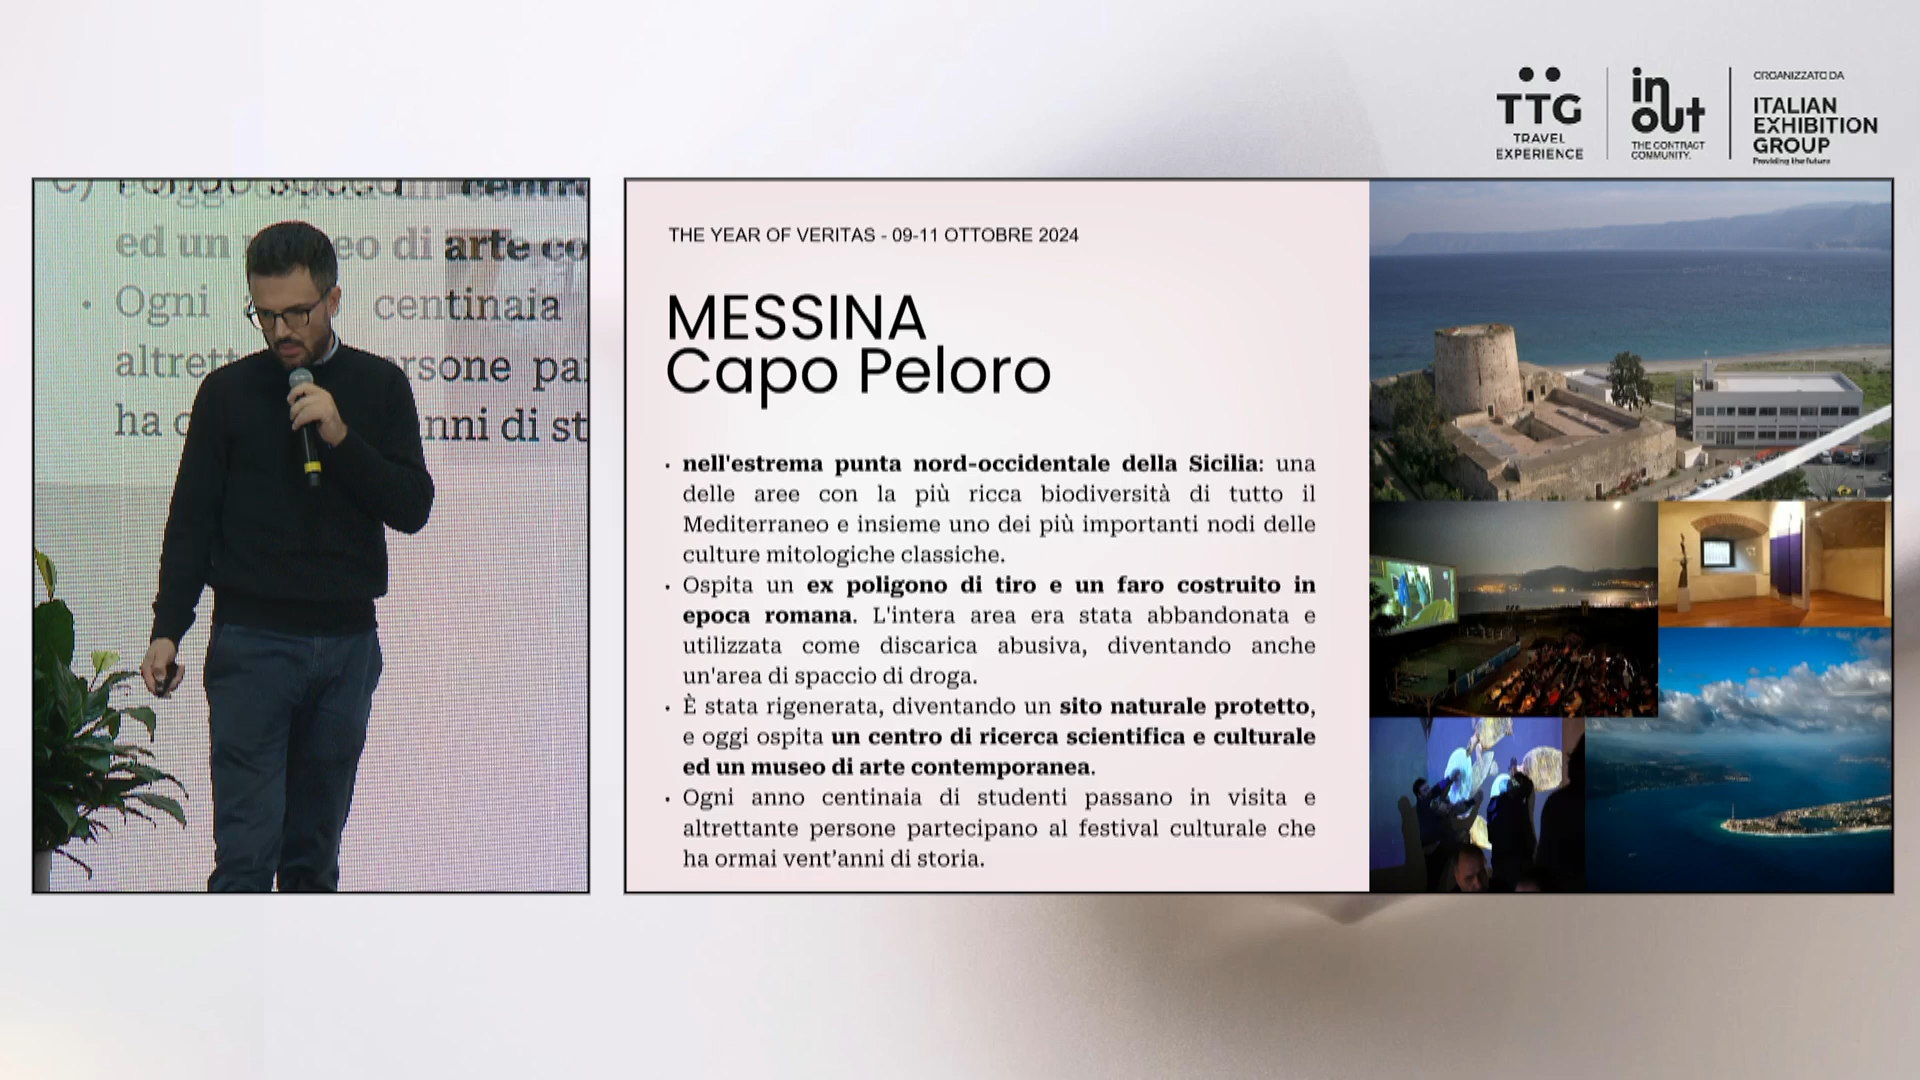 TTG
TRAVEL
EXPERIENCE
in
out
THE CONTRACT
COMMUNITY.
ORGANIZZATO DA
ITALIAN
EXHIBITION
GROUP
Providing the future
ed un eo di arte co
• Ogni centinaia
altrett rsone pa
ha nni di st
THE YEAR OF VERITAS - 09-11 OTTOBRE 2024
MESSINA
Capo Peloro
• nell'estrema punta nord-occidentale della Sicilia: una
delle aree con la più ricca biodiversità di tutto il
Mediterraneo e insieme uno dei più importanti nodi delle
culture mitologiche classiche.
• Ospita un ex poligono di tiro e un faro costruito in
epoca romana. L'intera area era stata abbandonata e
utilizzata come discarica abusiva, diventando anche
un'area di spaccio di droga.
• È stata rigenerata, diventando un sito naturale protetto,
e oggi ospita un centro di ricerca scientifica e culturale
ed un museo di arte contemporanea.
• Ogni anno centinaia di studenti passano in visita e
altrettante persone partecipano al festival culturale che
ha ormai vent’anni di storia.